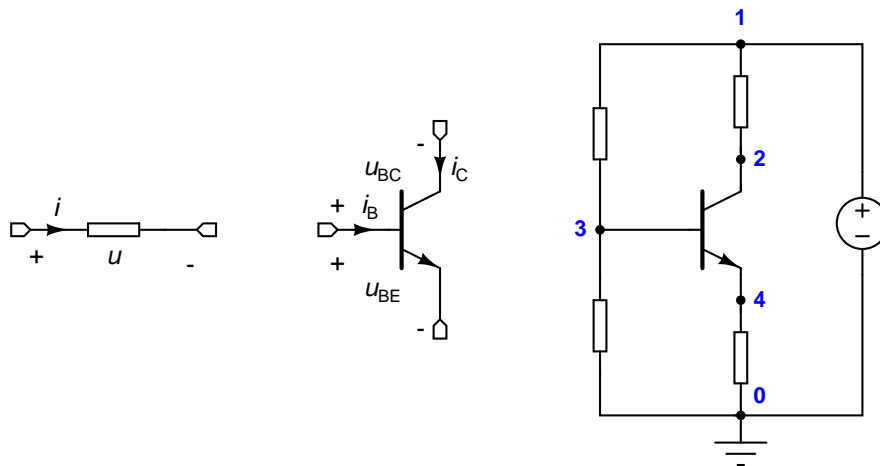 i
+
u
-
+
i_B
+
u_BC
u_BE
-
i_C
-
1
2
3
4
0
+
−